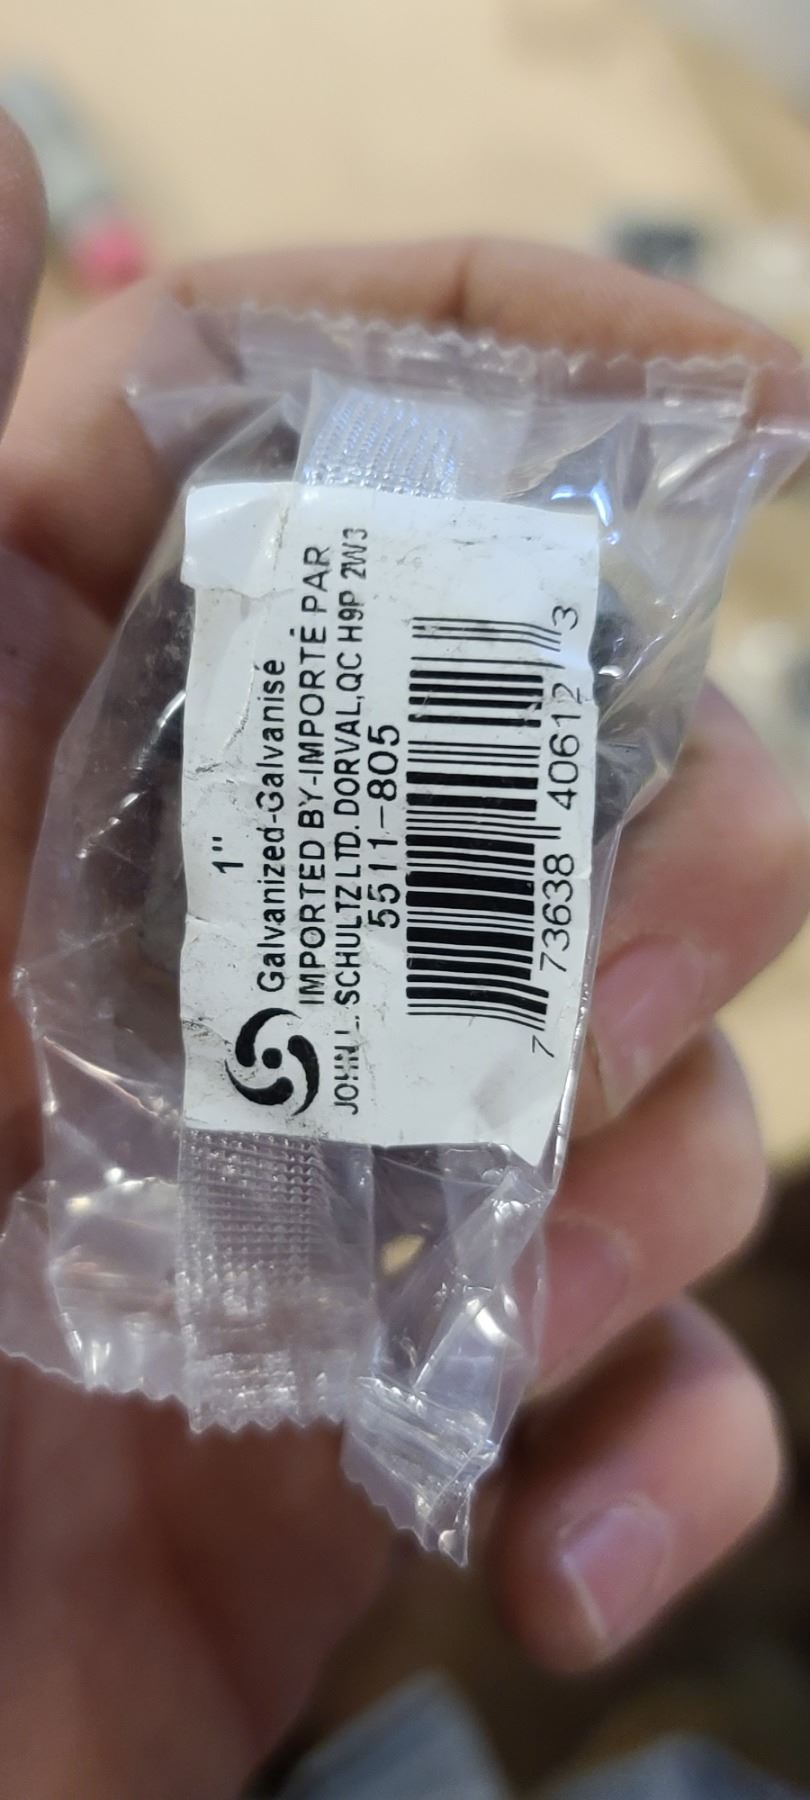 1"
Galvanized-Galvanisé
IMPORTED BY-IMPORTÉ PAR
JOHN L. SCHULTZ LTD. DORVAL, QC H9P 2W3
5511-805
7 73638 40612 3